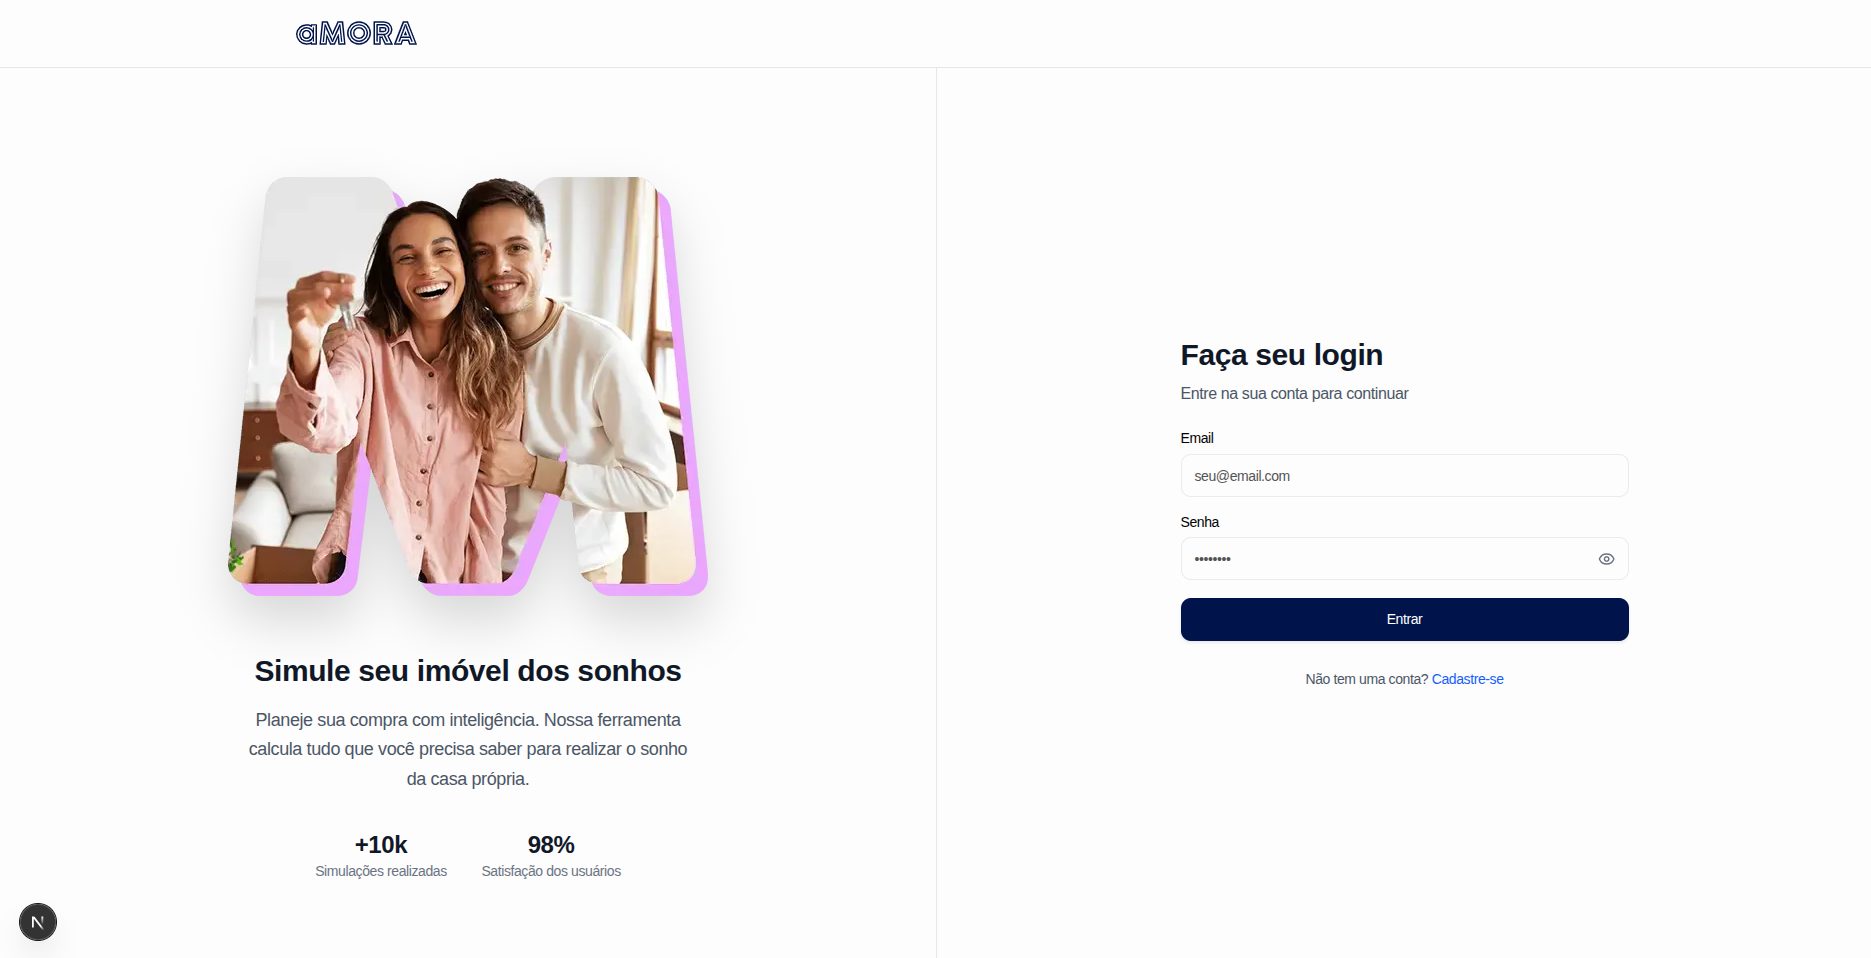 aMORA
Simule seu imóvel dos sonhos
Planeje sua compra com inteligência. Nossa ferramenta
calcula tudo que você precisa saber para realizar o sonho
da casa própria.
+10k
Simulações realizadas
98%
Satisfação dos usuários
Faça seu login
Entre na sua conta para continuar
Email
seu@email.com
Senha
••••••••
Entrar
Não tem uma conta? Cadastre-se
N